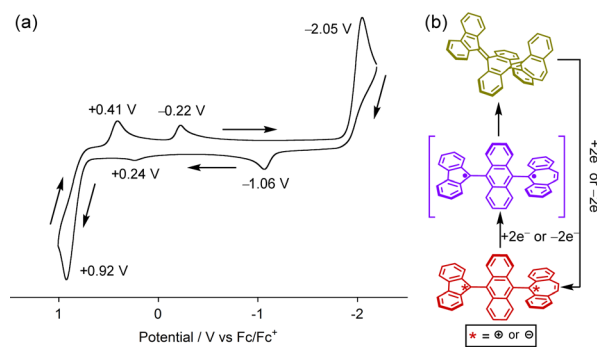 (a)
−2.05 V
+0.41 V
−0.22 V
+0.24 V
−1.06 V
+0.92 V
1 0 -1 -2
Potential / V vs Fc/Fc⁺
(b)
+2e⁻ or −2e⁻
+2e⁻ or −2e⁻
* = ⊕ or ⊖